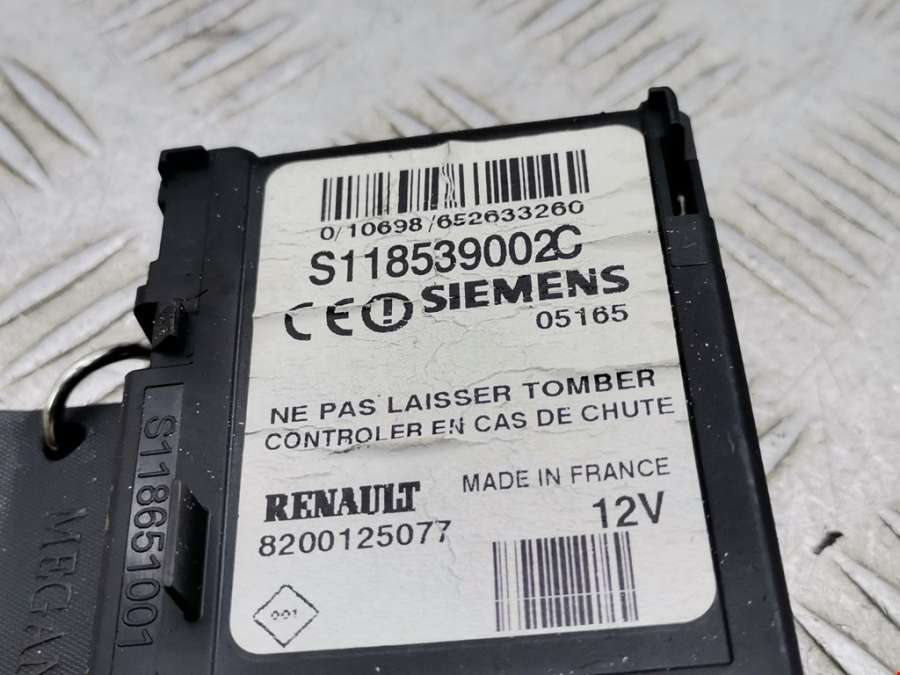 0/10698/652633260
S118539002C
CE SIEMENS
05165
NE PAS LAISSER TOMBER
CONTROLER EN CAS DE CHUTE
MADE IN FRANCE
RENAULT
12V
8200125077
001
S118651001